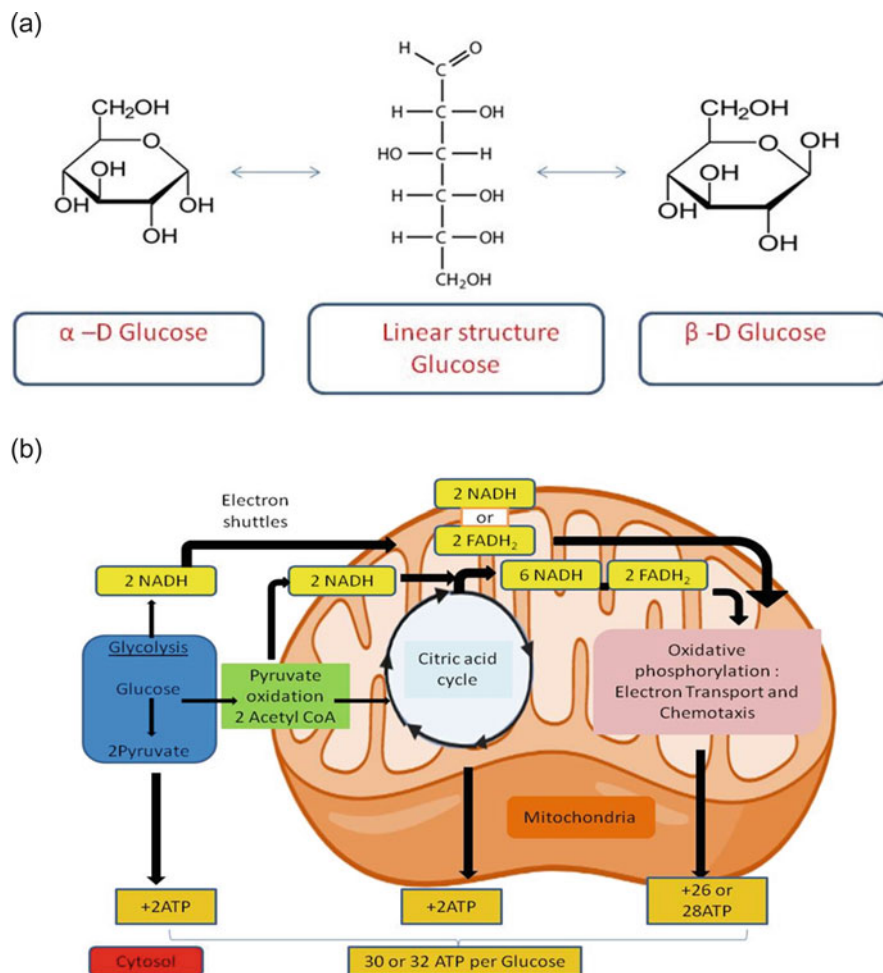 (a)
H
O
C
H
C
OH
HO
C
H
H
C
OH
H
C
OH
CH₂OH
CH₂OH
O
OH
OH
OH
OH
CH₂OH
OH
O
OH
OH
OH
α –D Glucose
Linear structure
Glucose
β -D Glucose
(b)
Electron
shuttles
2 NADH
or
2 FADH₂
2 NADH
2 NADH
6 NADH
2 FADH₂
Glycolysis
Glucose
2Pyruvate
Pyruvate
oxidation
2 Acetyl CoA
Citric acid
cycle
Oxidative
phosphorylation :
Electron Transport and
Chemotaxis
Mitochondria
+2ATP
+2ATP
+26 or
28ATP
Cytosol
30 or 32 ATP per Glucose